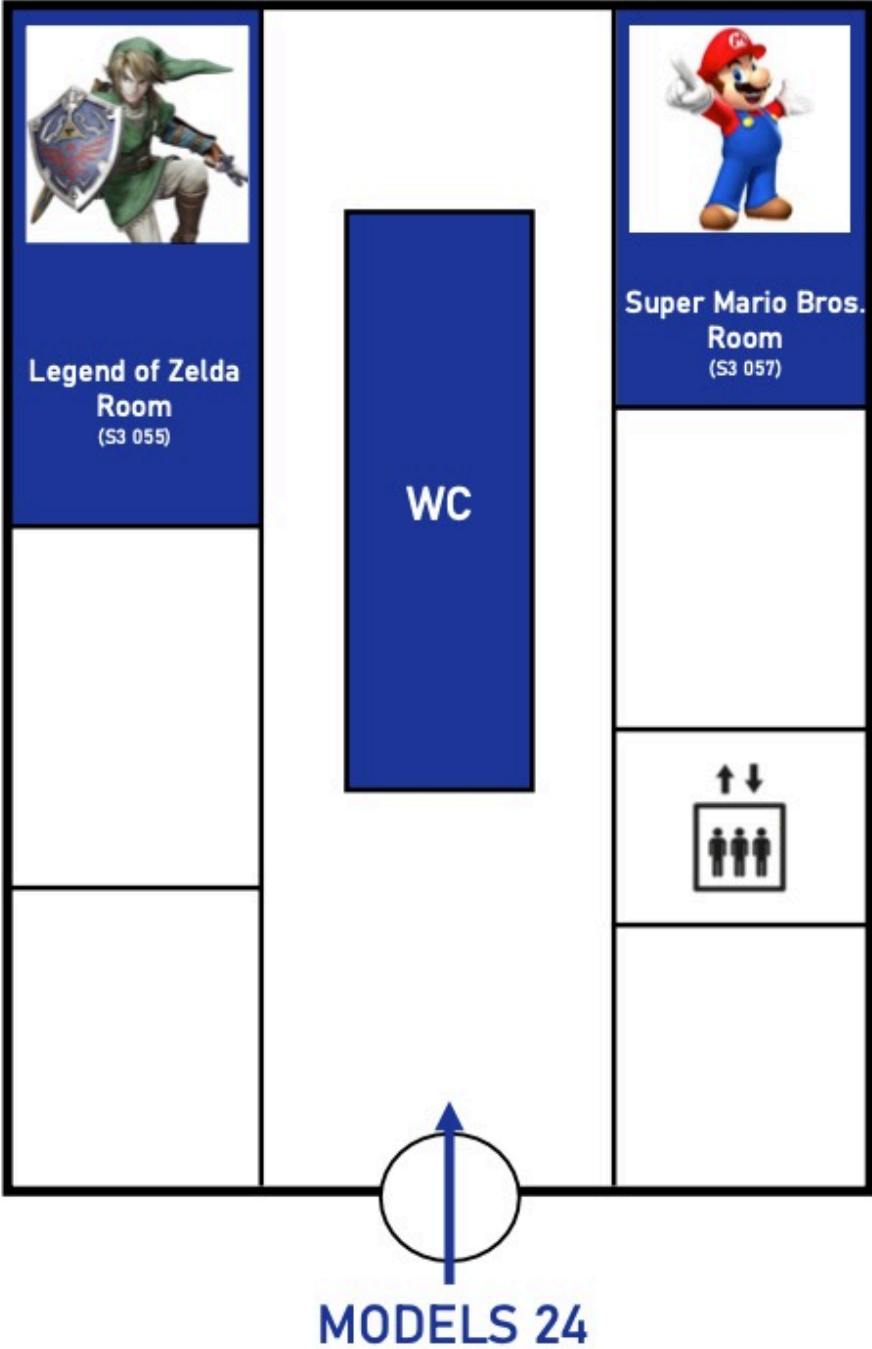 Legend of Zelda
Room
(S3 055)
WC
Super Mario Bros.
Room
(S3 057)
MODELS 24